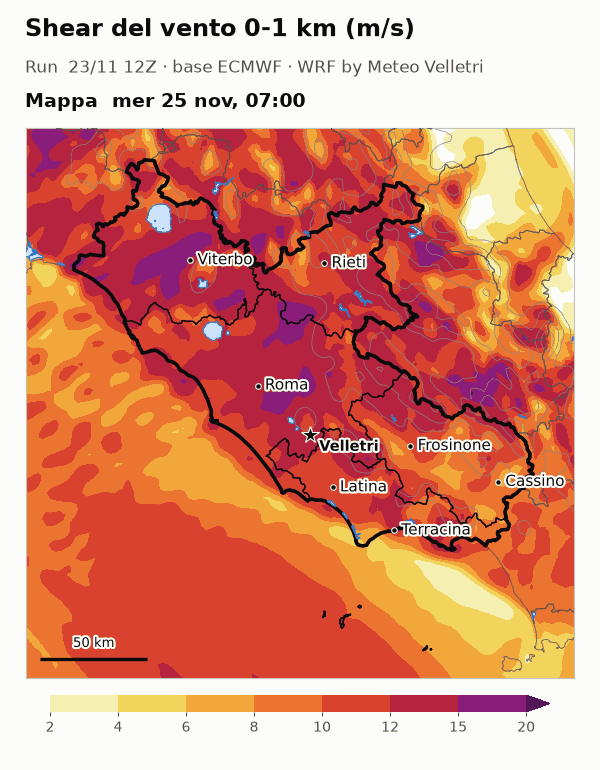 Shear del vento 0-1 km (m/s)
Run 23/11 12Z · base ECMWF · WRF by Meteo Velletri
Mappa mer 25 nov, 07:00
Viterbo
Rieti
Roma
Velletri
Frosinone
Cassino
Latina
Terracina
50 km
2 4 6 8 10 12 15 20